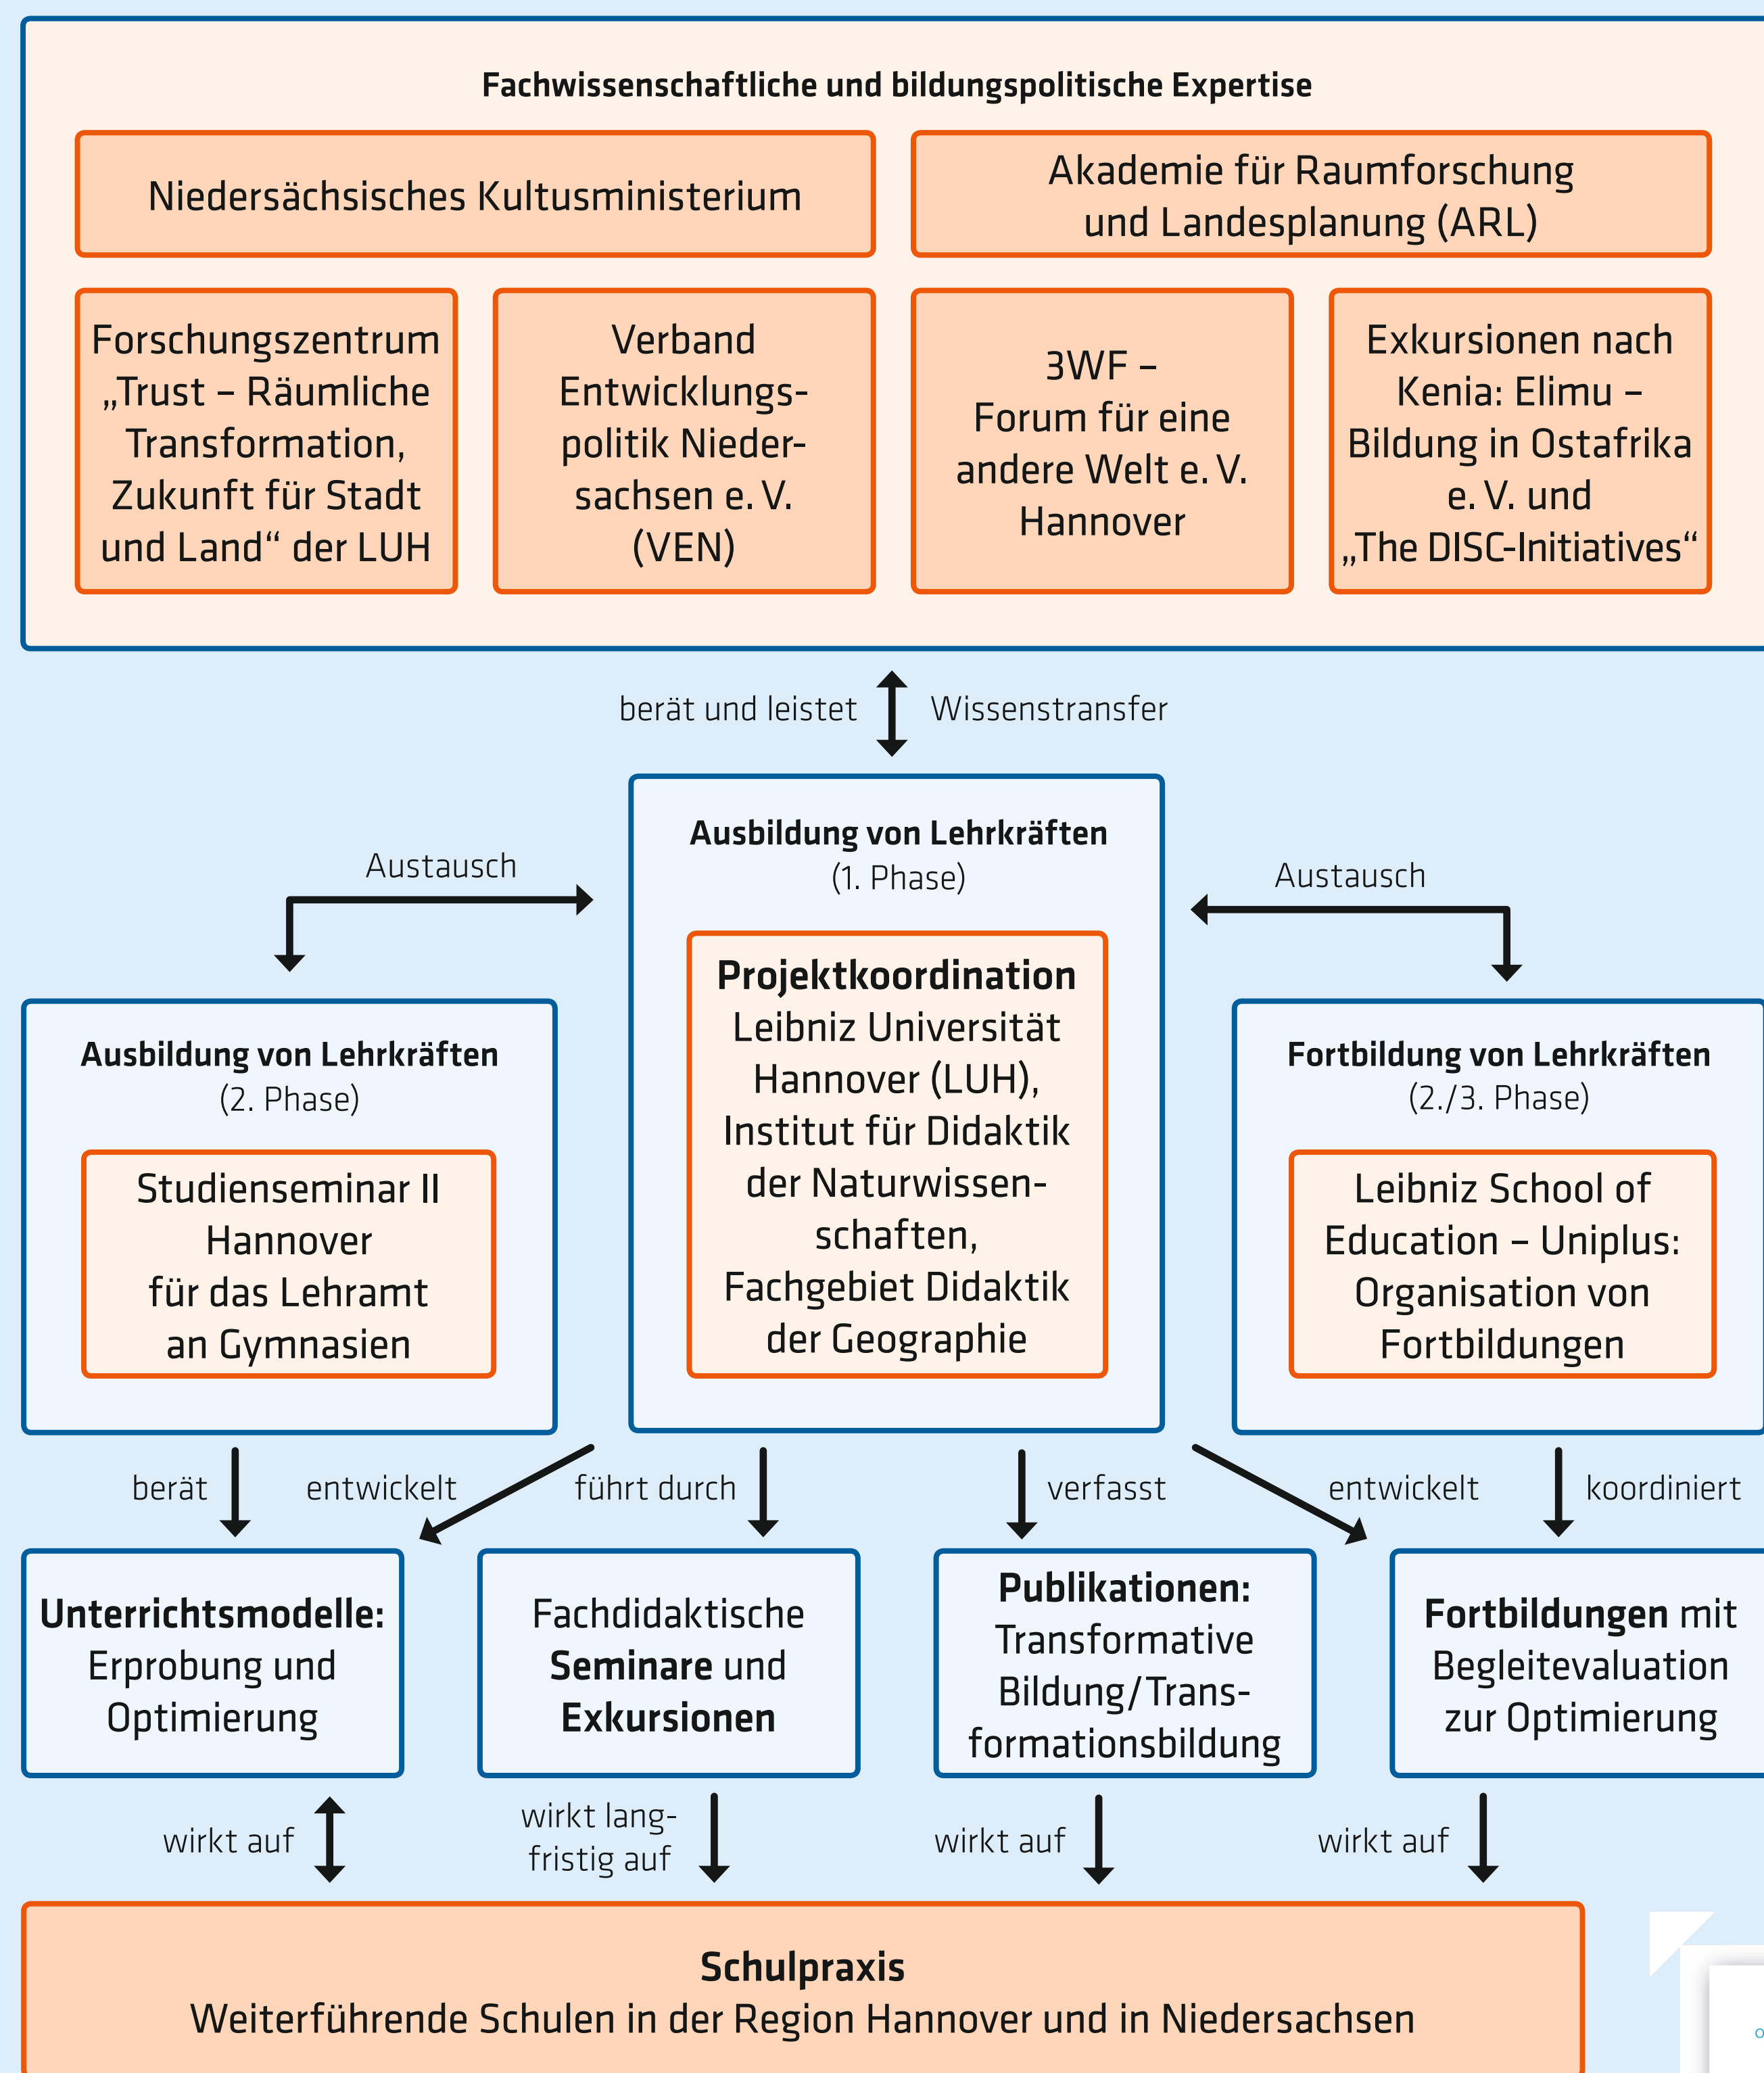 Fachwissenschaftliche und bildungspolitische Expertise
Niedersächsisches Kultusministerium
Akademie für Raumforschung
und Landesplanung (ARL)
Forschungszentrum
„Trust – Räumliche
Transformation,
Zukunft für Stadt
und Land“ der LUH
Verband
Entwicklungs-
politik Nieder-
sachsen e. V.
(VEN)
3WF –
Forum für eine
andere Welt e. V.
Hannover
Exkursionen nach
Kenia: Elimu –
Bildung in Ostafrika
e. V. und
„The DISC-Initiatives“
berät und leistet Wissenstransfer
Ausbildung von Lehrkräften
(1. Phase)
Projektkoordination
Leibniz Universität
Hannover (LUH),
Institut für Didaktik
der Naturwissen-
schaften,
Fachgebiet Didaktik
der Geographie
Austausch
Austausch
Ausbildung von Lehrkräften
(2. Phase)
Studienseminar II
Hannover
für das Lehramt
an Gymnasien
Fortbildung von Lehrkräften
(2./3. Phase)
Leibniz School of
Education – Uniplus:
Organisation von
Fortbildungen
berät
entwickelt
führt durch
verfasst
entwickelt
koordiniert
Unterrichtsmodelle:
Erprobung und
Optimierung
Fachdidaktische
Seminare und
Exkursionen
Publikationen:
Transformative
Bildung/Trans-
formationsbildung
Fortbildungen mit
Begleitevaluation
zur Optimierung
wirkt auf
wirkt lang-
fristig auf
wirkt auf
wirkt auf
Schulpraxis
Weiterführende Schulen in der Region Hannover und in Niedersachsen